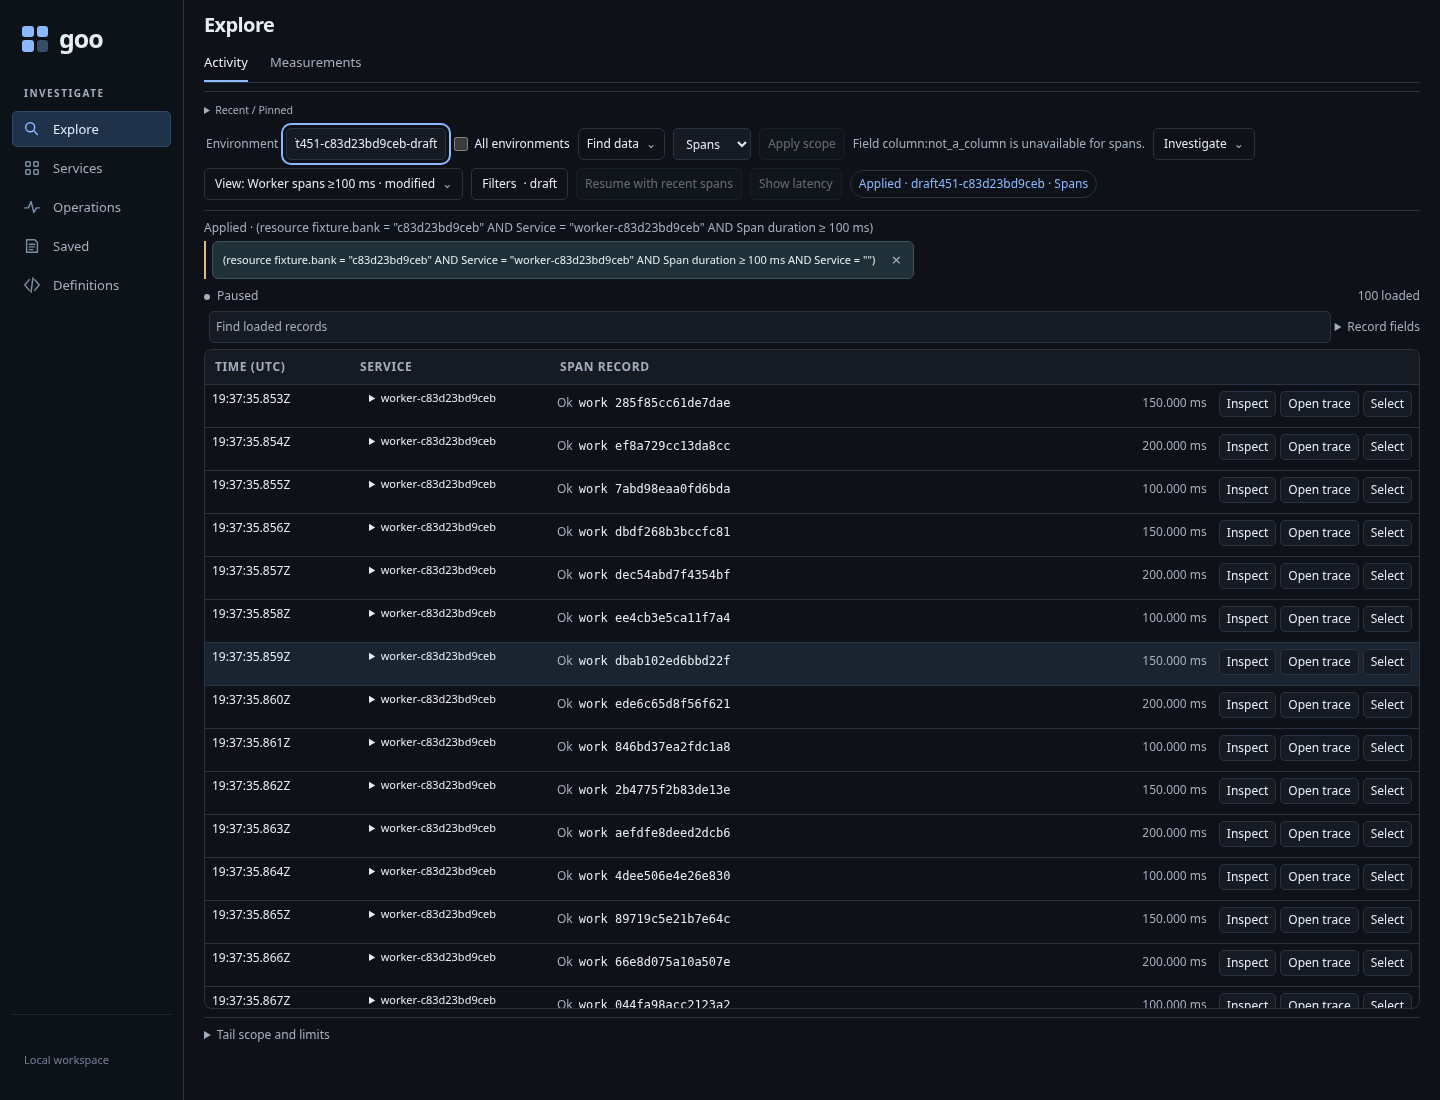 goo
INVESTIGATE
Explore
Services
Operations
Saved
Definitions
Local workspace
Explore
Activity Measurements
Recent / Pinned
Environment t451-c83d23bd9ceb-draft All environments Find data Spans Apply scope Field column:not_a_column is unavailable for spans. Investigate
View: Worker spans ≥100 ms · modified Filters · draft Resume with recent spans Show latency Applied · draft451-c83d23bd9ceb · Spans
Applied · (resource fixture.bank = "c83d23bd9ceb" AND Service = "worker-c83d23bd9ceb" AND Span duration ≥ 100 ms)
(resource fixture.bank = "c83d23bd9ceb" AND Service = "worker-c83d23bd9ceb" AND Span duration ≥ 100 ms AND Service = "") ✕
Paused 100 loaded
Find loaded records Record fields
TIME (UTC) SERVICE SPAN RECORD
19:37:35.853Z worker-c83d23bd9ceb Ok work 285f85cc61de7dae 150.000 ms Inspect Open trace Select
19:37:35.854Z worker-c83d23bd9ceb Ok work ef8a729cc13da8cc 200.000 ms Inspect Open trace Select
19:37:35.855Z worker-c83d23bd9ceb Ok work 7abd98eaa0fd6bda 100.000 ms Inspect Open trace Select
19:37:35.856Z worker-c83d23bd9ceb Ok work dbdf268b3bccfc81 150.000 ms Inspect Open trace Select
19:37:35.857Z worker-c83d23bd9ceb Ok work dec54abd7f4354bf 200.000 ms Inspect Open trace Select
19:37:35.858Z worker-c83d23bd9ceb Ok work ee4cb3e5ca11f7a4 100.000 ms Inspect Open trace Select
19:37:35.859Z worker-c83d23bd9ceb Ok work dbab102ed6bbd22f 150.000 ms Inspect Open trace Select
19:37:35.860Z worker-c83d23bd9ceb Ok work ede6c65d8f56f621 200.000 ms Inspect Open trace Select
19:37:35.861Z worker-c83d23bd9ceb Ok work 846bd37ea2fdc1a8 100.000 ms Inspect Open trace Select
19:37:35.862Z worker-c83d23bd9ceb Ok work 2b4775f2b83de13e 150.000 ms Inspect Open trace Select
19:37:35.863Z worker-c83d23bd9ceb Ok work aefdfe8deed2dcb6 200.000 ms Inspect Open trace Select
19:37:35.864Z worker-c83d23bd9ceb Ok work 4dee506e4e26e830 100.000 ms Inspect Open trace Select
19:37:35.865Z worker-c83d23bd9ceb Ok work 89719c5e21b7e64c 150.000 ms Inspect Open trace Select
19:37:35.866Z worker-c83d23bd9ceb Ok work 66e8d075a10a507e 200.000 ms Inspect Open trace Select
19:37:35.867Z worker-c83d23bd9ceb Ok work 044fa98acc2123a2 100.000 ms Inspect Open trace Select
Tail scope and limits